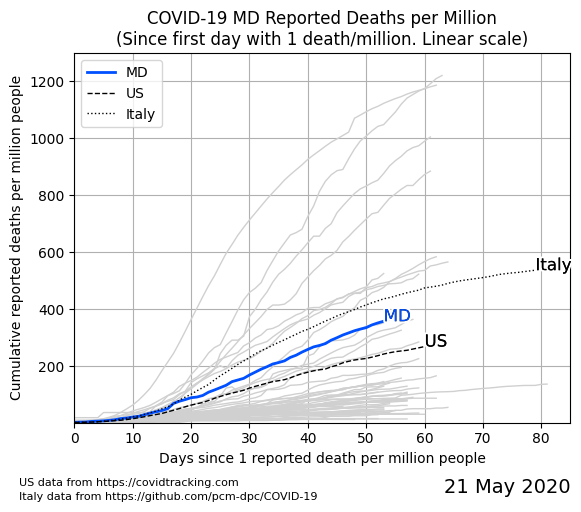 COVID-19 MD Reported Deaths per Million
(Since first day with 1 death/million. Linear scale)
Cumulative reported deaths per million people
1200
1000
800
600
400
200
MD
US
Italy
Italy
MD
US
0 10 20 30 40 50 60 70 80
Days since 1 reported death per million people
US data from https://covidtracking.com
Italy data from https://github.com/pcm-dpc/COVID-19
21 May 2020